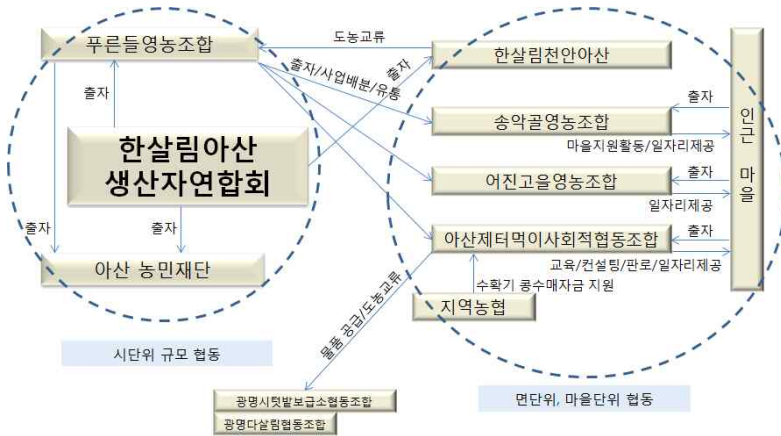 푸른들영농조합
도농교류
한살림천안아산
출자
출자/사업배분/유통
출자
송악골영농조합
출자
마을지원활동/일자리제공
인근 마을
한살림아산
생산자연합회
어진고을영농조합
출자
일자리제공
출자
출자
아산제터먹이사회적협동조합
출자
교육/컨설팅/판로/일자리제공
아산 농민재단
수확기 콩수매자금 지원
지역농협
물품 공급/도농교류
시단위 규모 협동
면단위, 마을단위 협동
광명시텃밭보급소협동조합
광명다살림협동조합